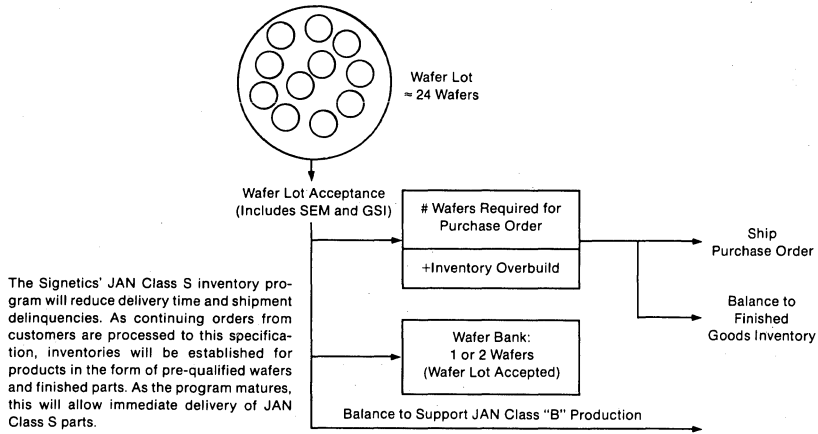 Wafer Lot
≈ 24 Wafers
Wafer Lot Acceptance
(Includes SEM and GSI)
# Wafers Required for
Purchase Order
+Inventory Overbuild
Ship
Purchase Order
Balance to
Finished
Goods Inventory
The Signetics' JAN Class S inventory pro-
gram will reduce delivery time and shipment
delinquencies. As continuing orders from
customers are processed to this specifica-
tion, inventories will be established for
products in the form of pre-qualified wafers
and finished parts. As the program matures,
this will allow immediate delivery of JAN
Class S parts.
Wafer Bank:
1 or 2 Wafers
(Wafer Lot Accepted)
Balance to Support JAN Class "B" Production